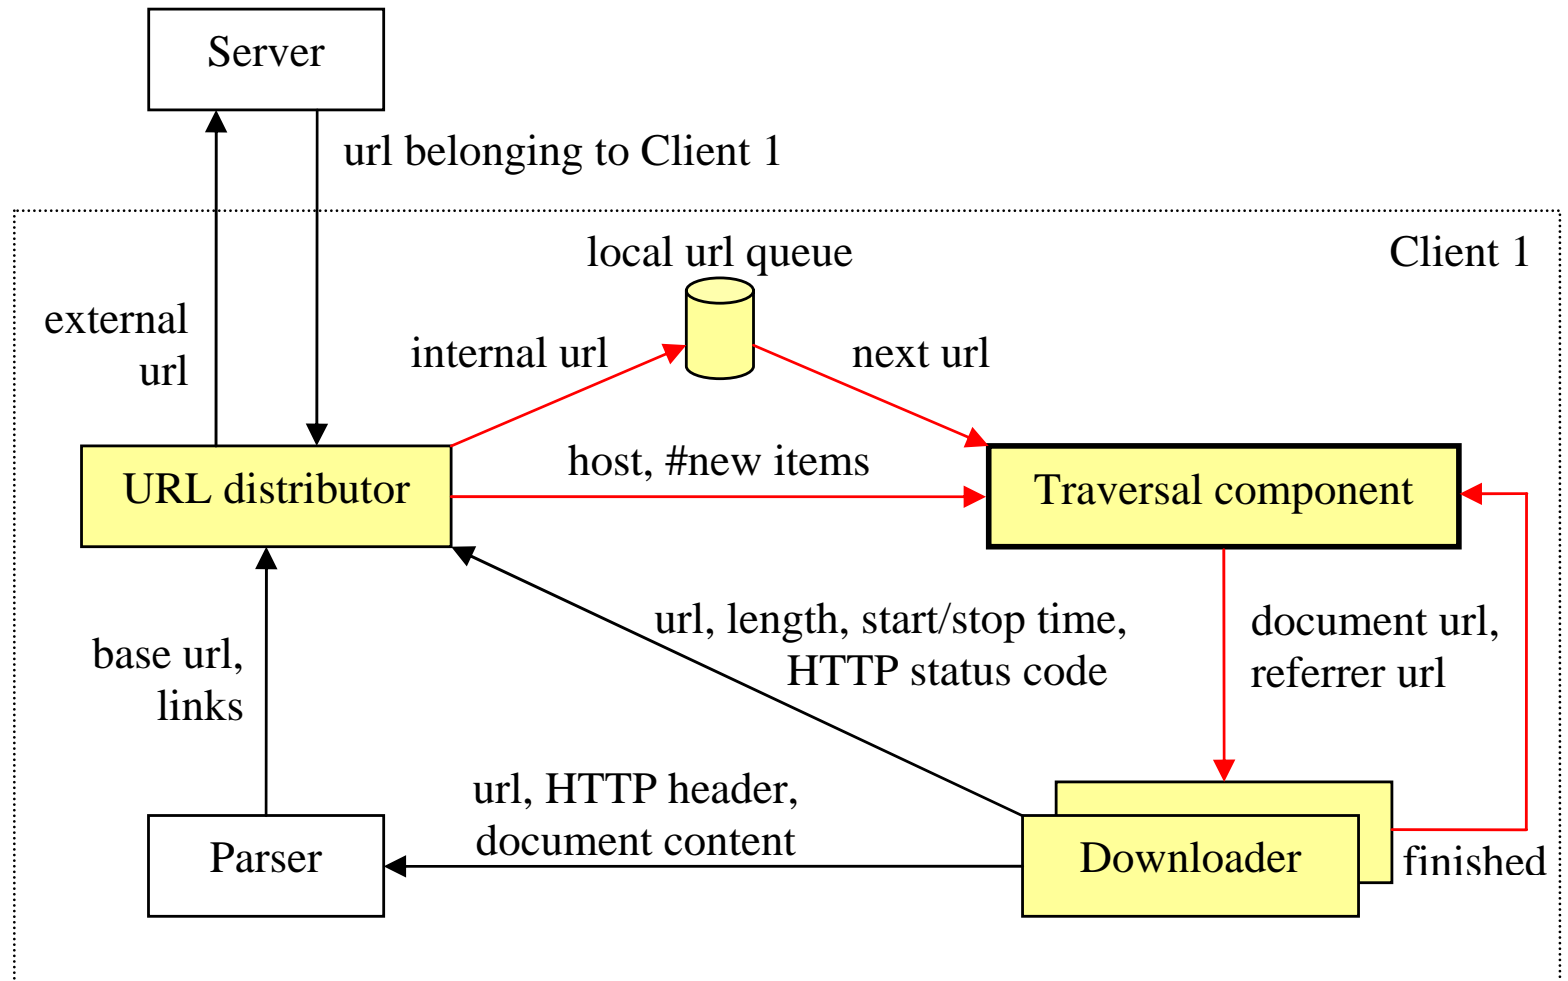 Server
url belonging to Client 1
Client 1
local url queue
external
url
internal url
next url
URL distributor
host, #new items
Traversal component
url, length, start/stop time,
HTTP status code
document url,
referrer url
base url,
links
url, HTTP header,
document content
Parser
Downloader
finished